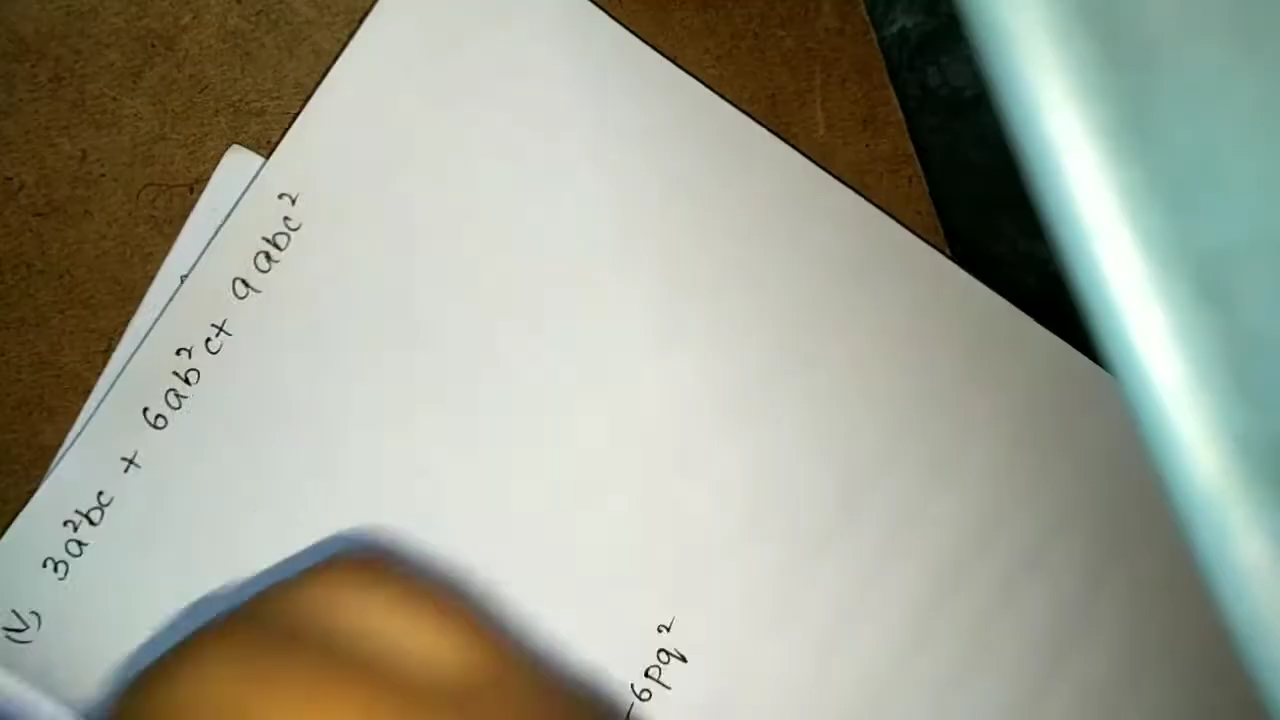 (V) 3a²bc + 6ab²c + 9abc²
-6pq²